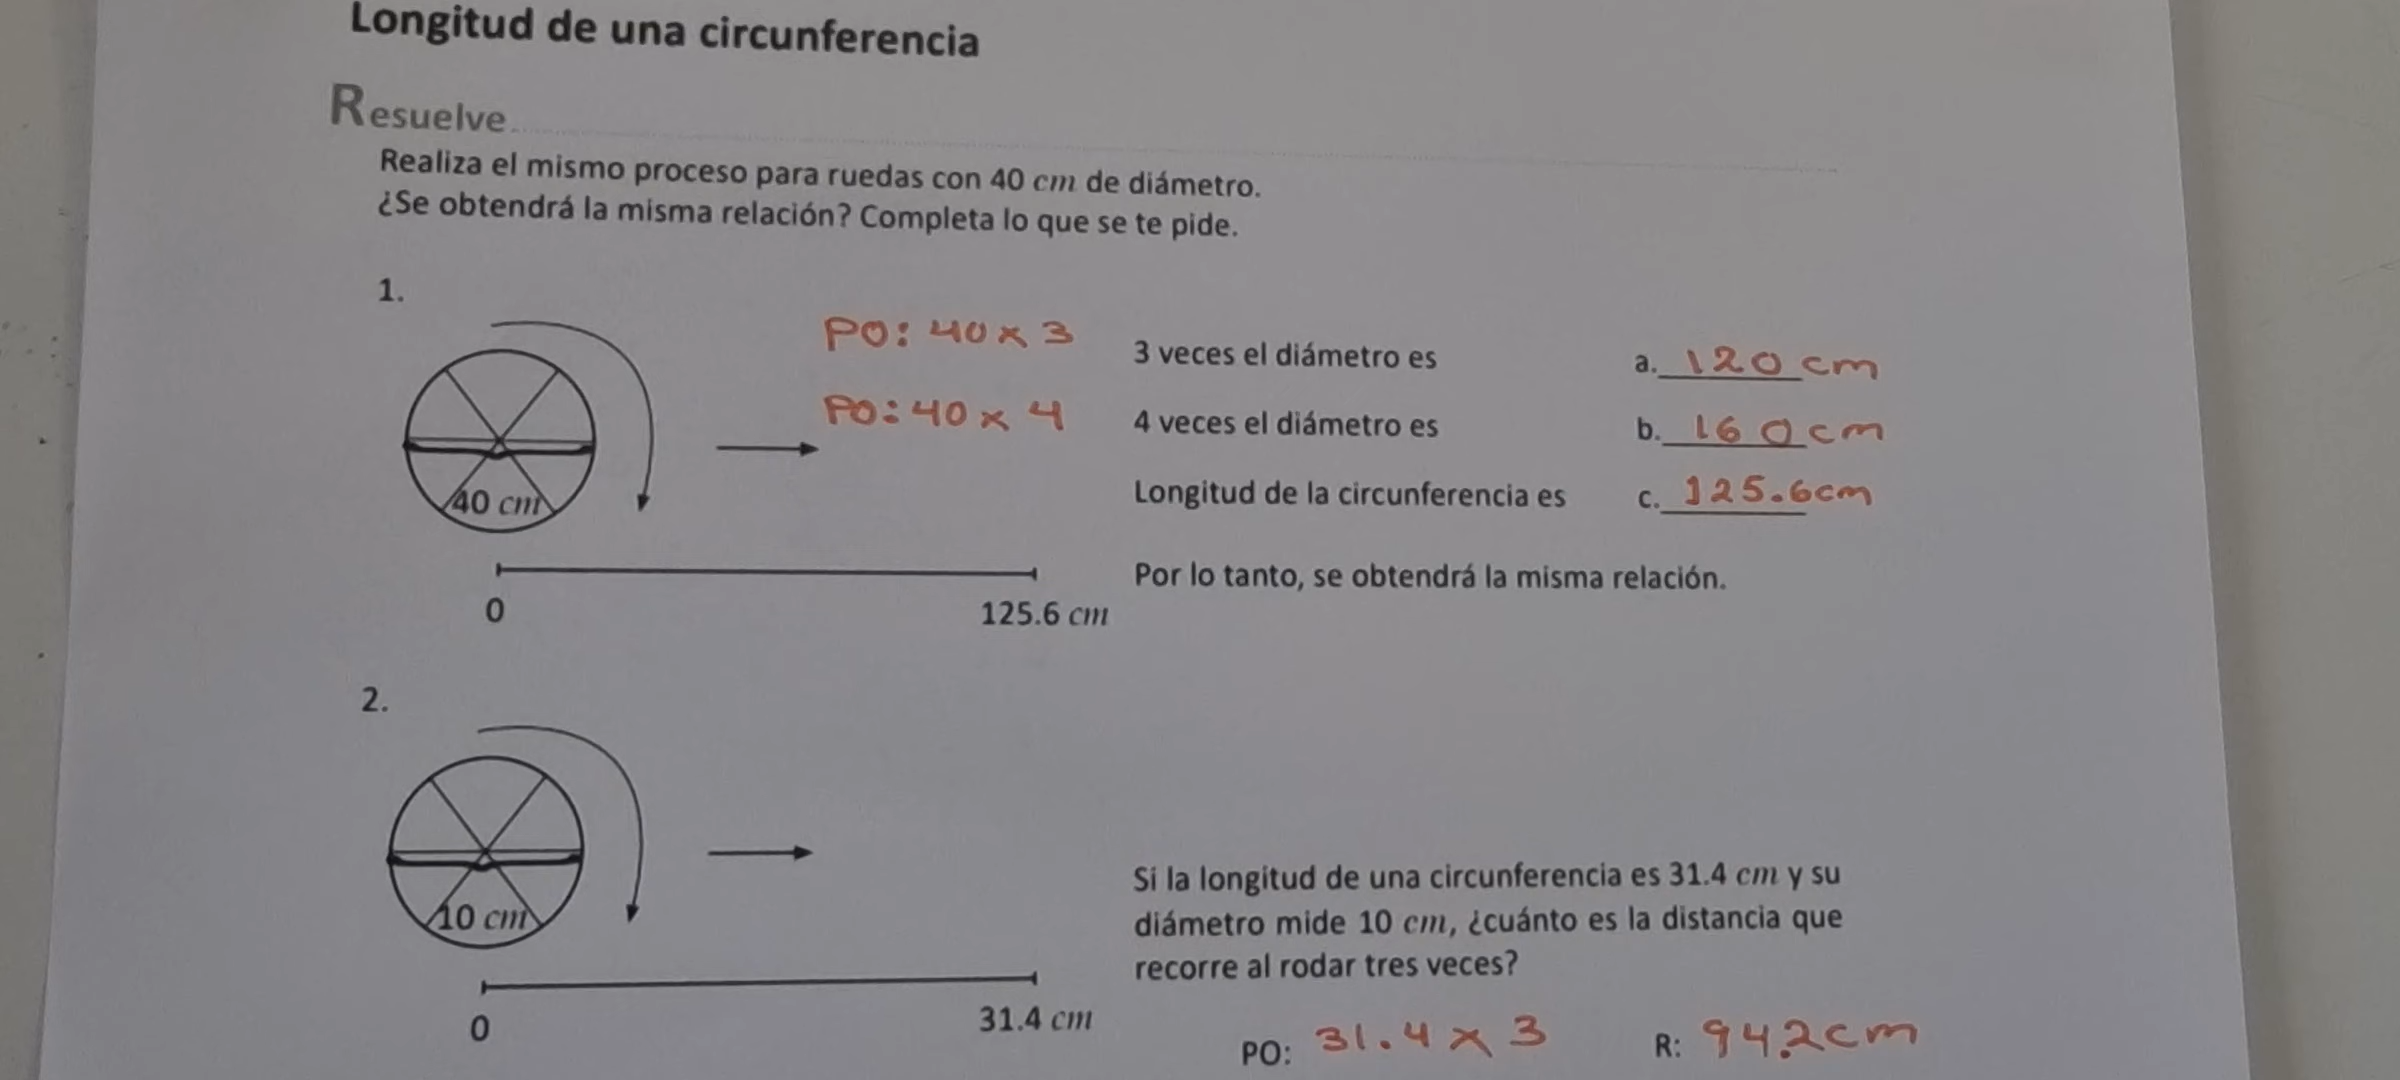 Longitud de una circunferencia
Resuelve
Realiza el mismo proceso para ruedas con 40 cm de diámetro.
¿Se obtendrá la misma relación? Completa lo que se te pide.
1.
PO: 40 x 3
3 veces el diámetro es
a. 120 cm
PO: 40 x 4
4 veces el diámetro es
b. 160 cm
40 cm
Longitud de la circunferencia es
c. 125.6cm
Por lo tanto, se obtendrá la misma relación.
0
125.6 cm
2.
10 cm
Si la longitud de una circunferencia es 31.4 cm y su
diámetro mide 10 cm, ¿cuánto es la distancia que
recorre al rodar tres veces?
0
31.4 cm
PO: 31.4 x 3
R: 94.2cm